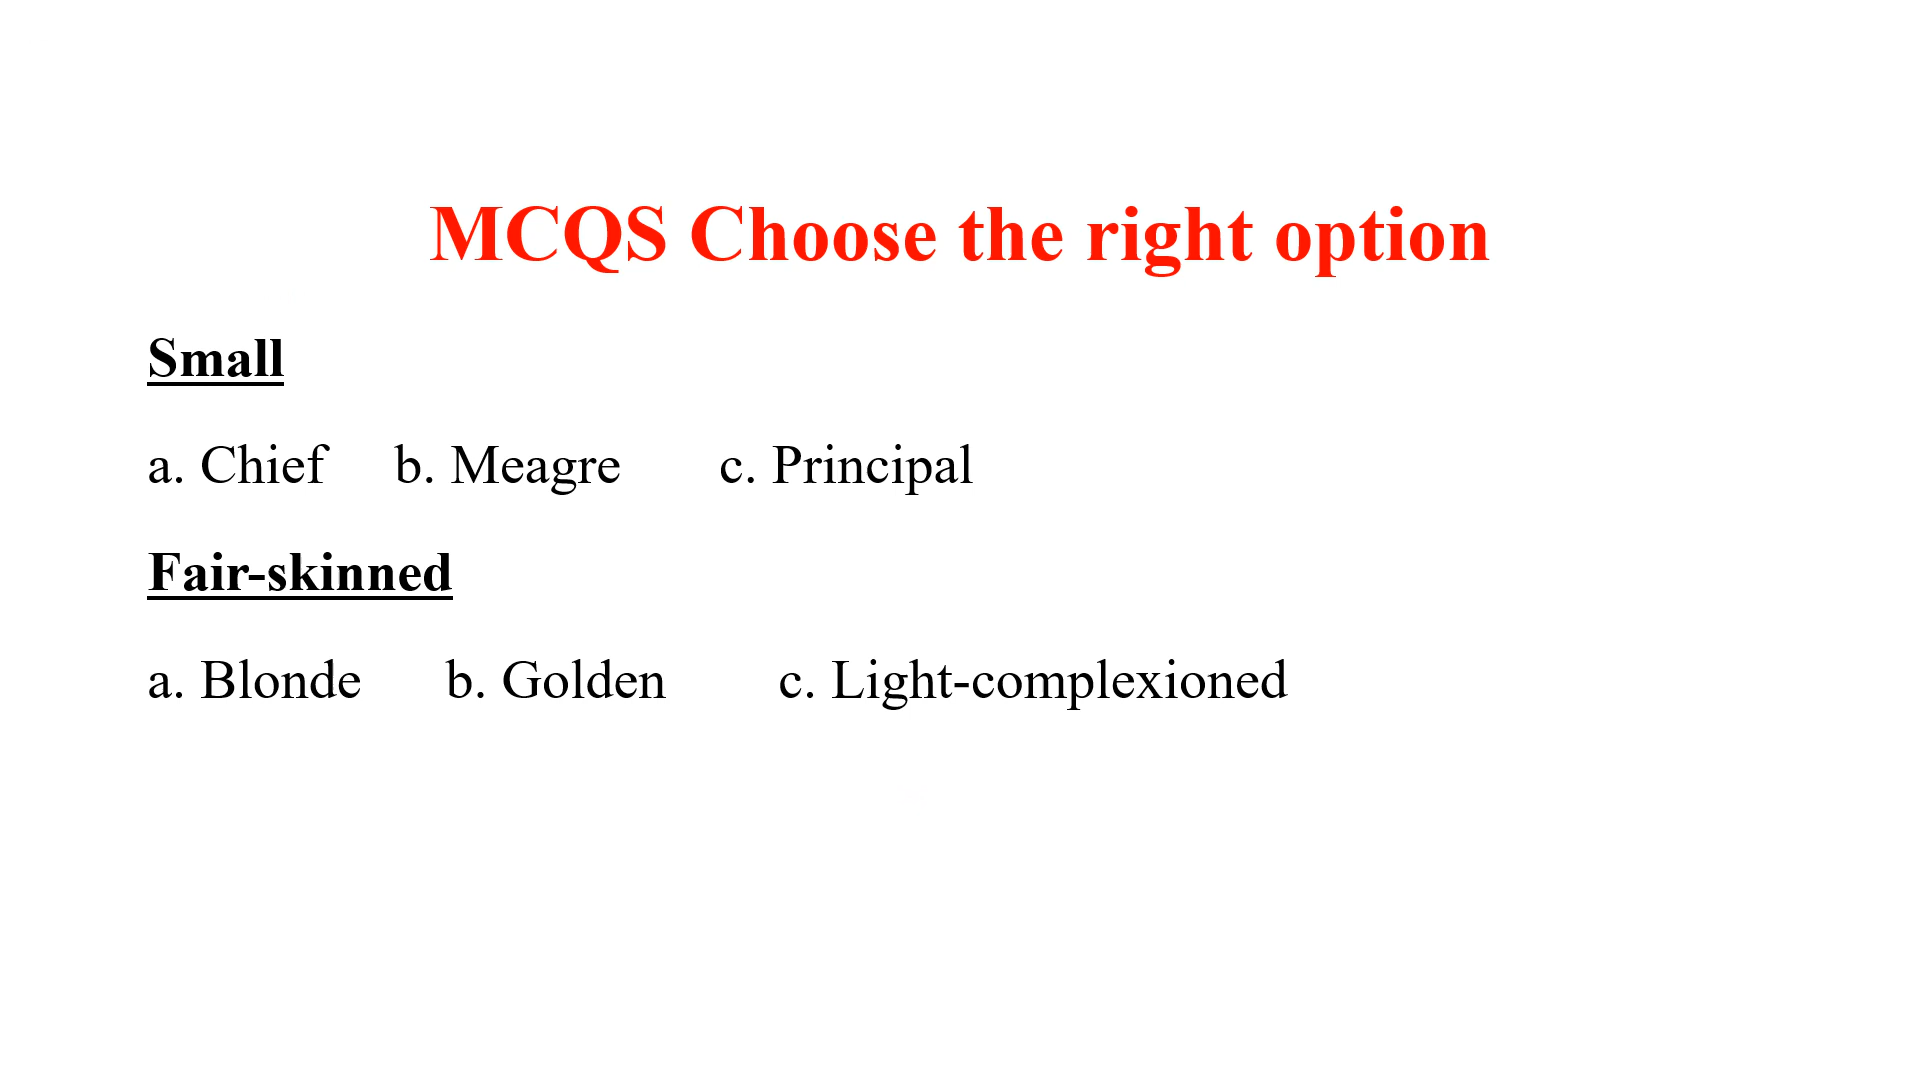 MCQS Choose the right option
Small
a. Chief b. Meagre c. Principal
Fair-skinned
a. Blonde b. Golden c. Light-complexioned